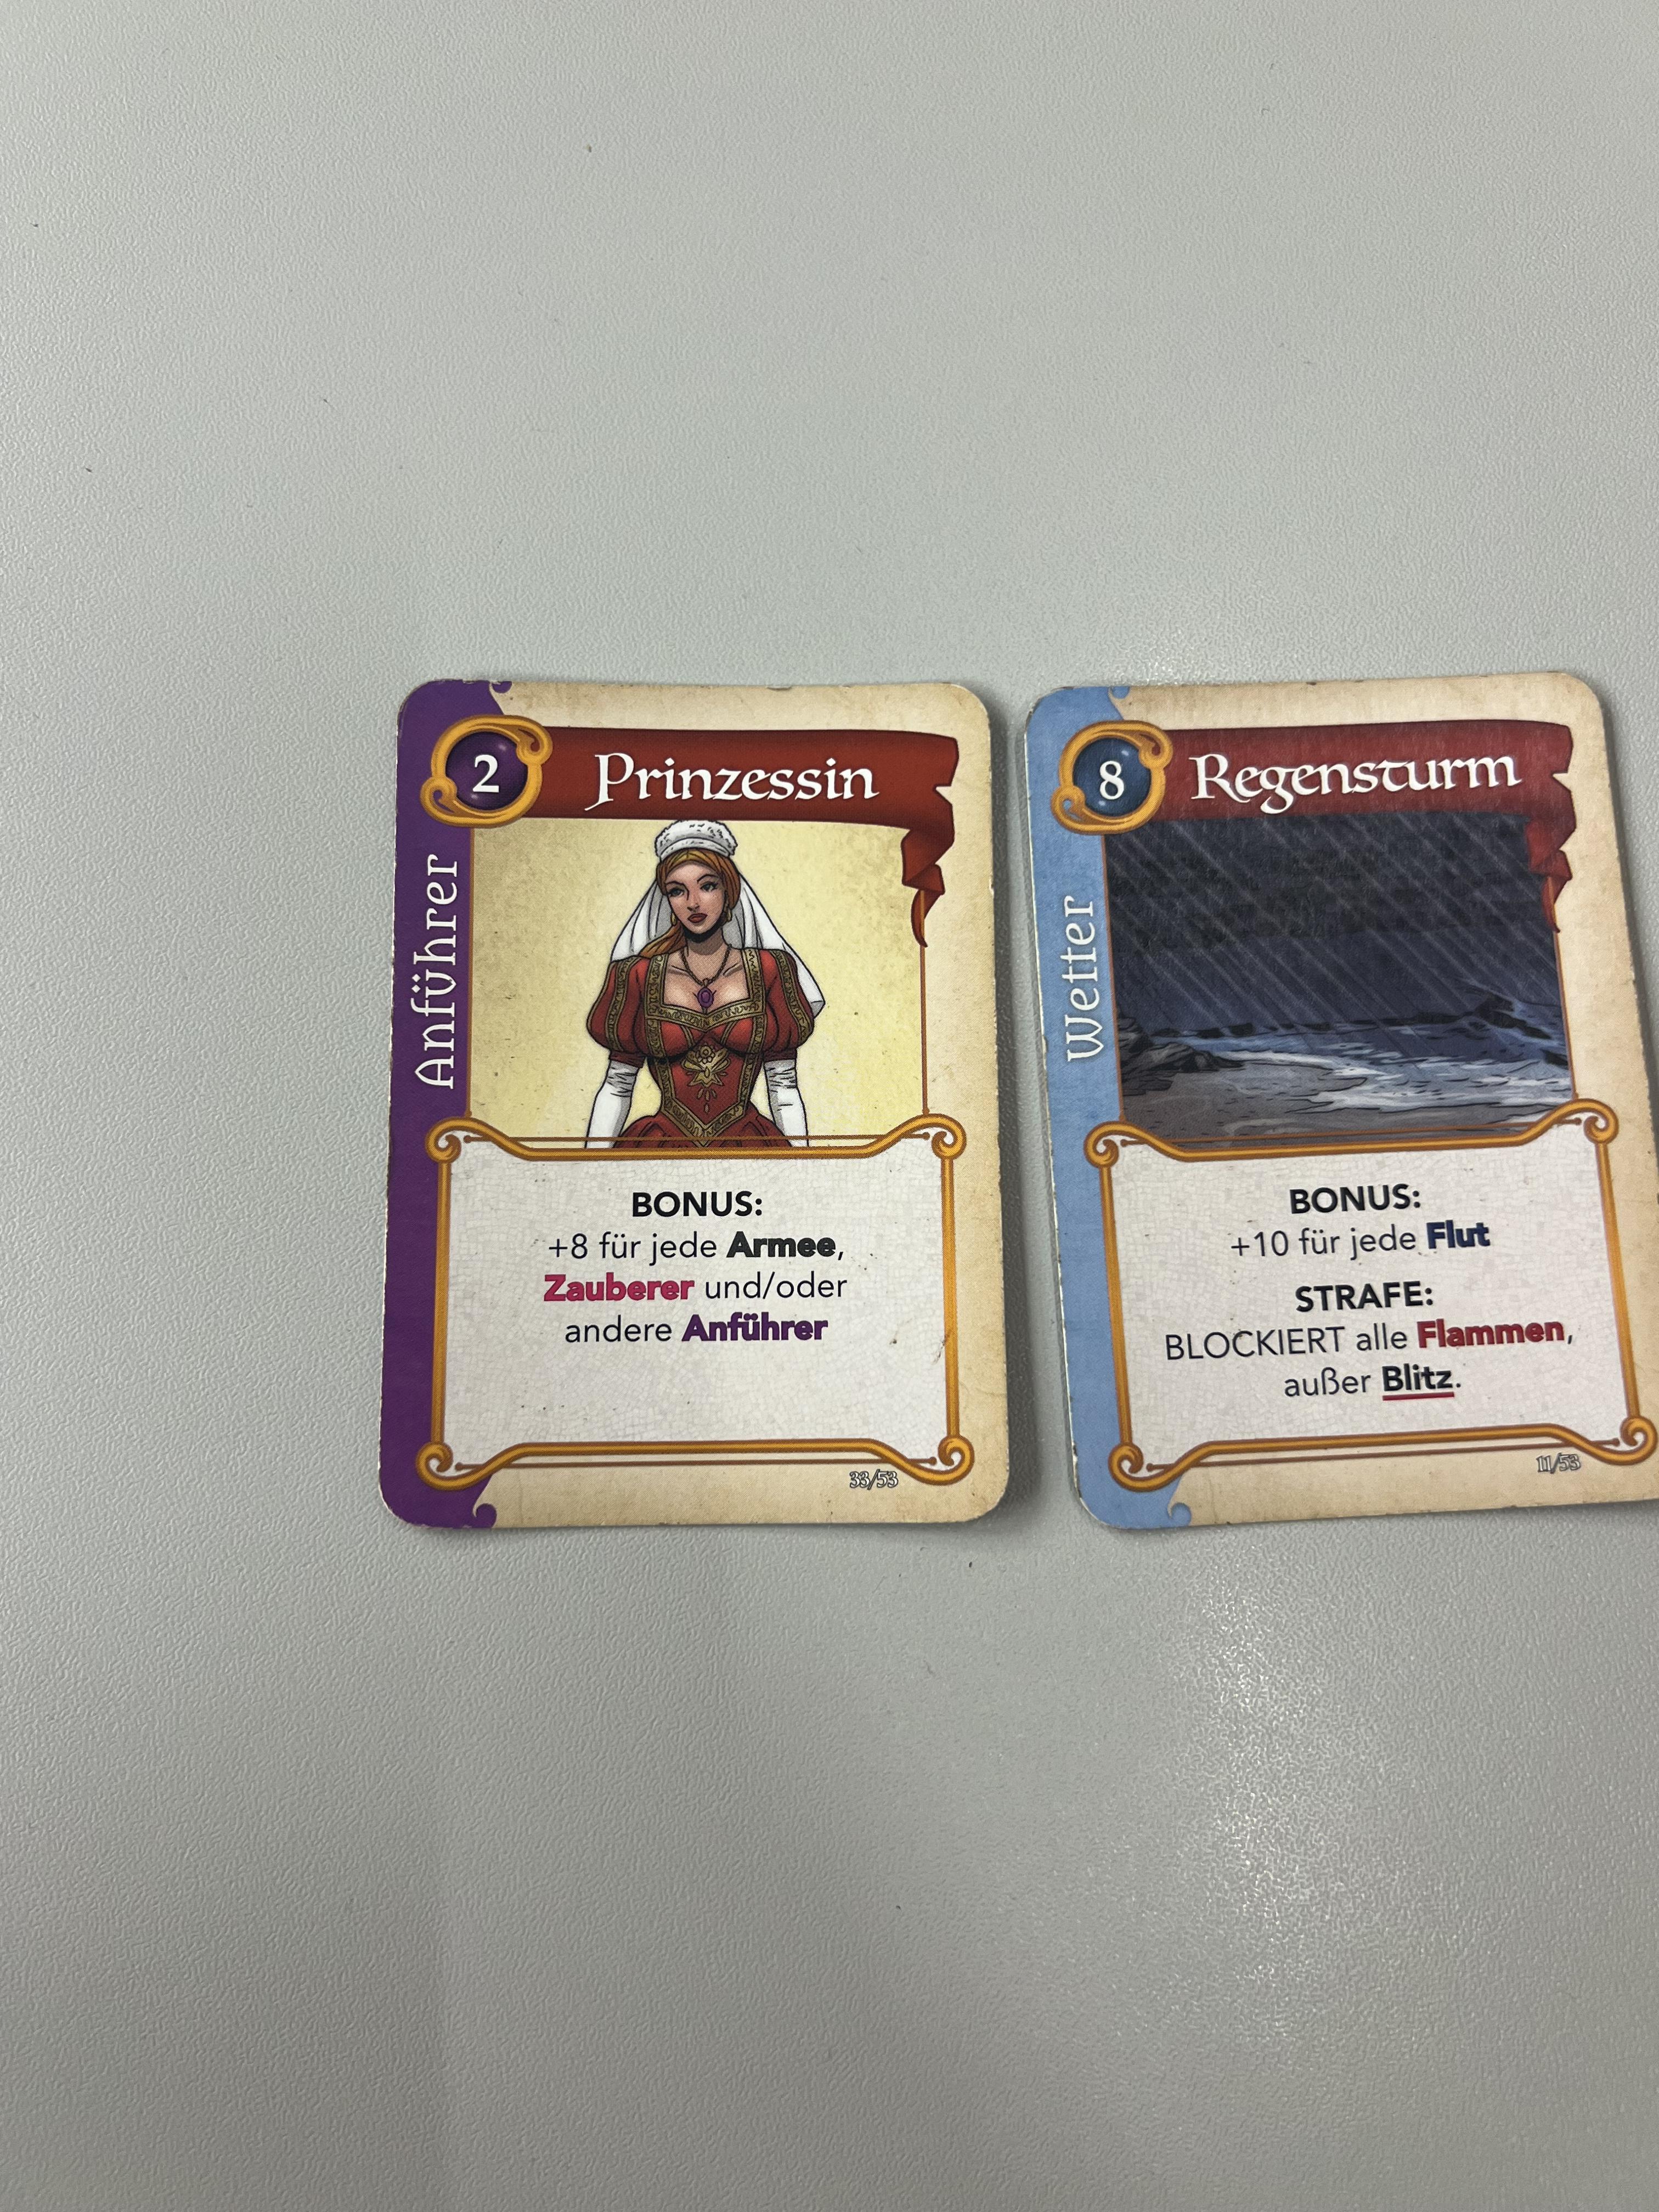 2
Prinzessin
Anführer
BONUS:
+8 für jede Armee,
Zauberer und/oder
andere Anführer
33/53
8
Regensturm
Wetter
BONUS:
+10 für jede Flut
STRAFE:
BLOCKIERT alle Flammen,
außer Blitz.
11/53